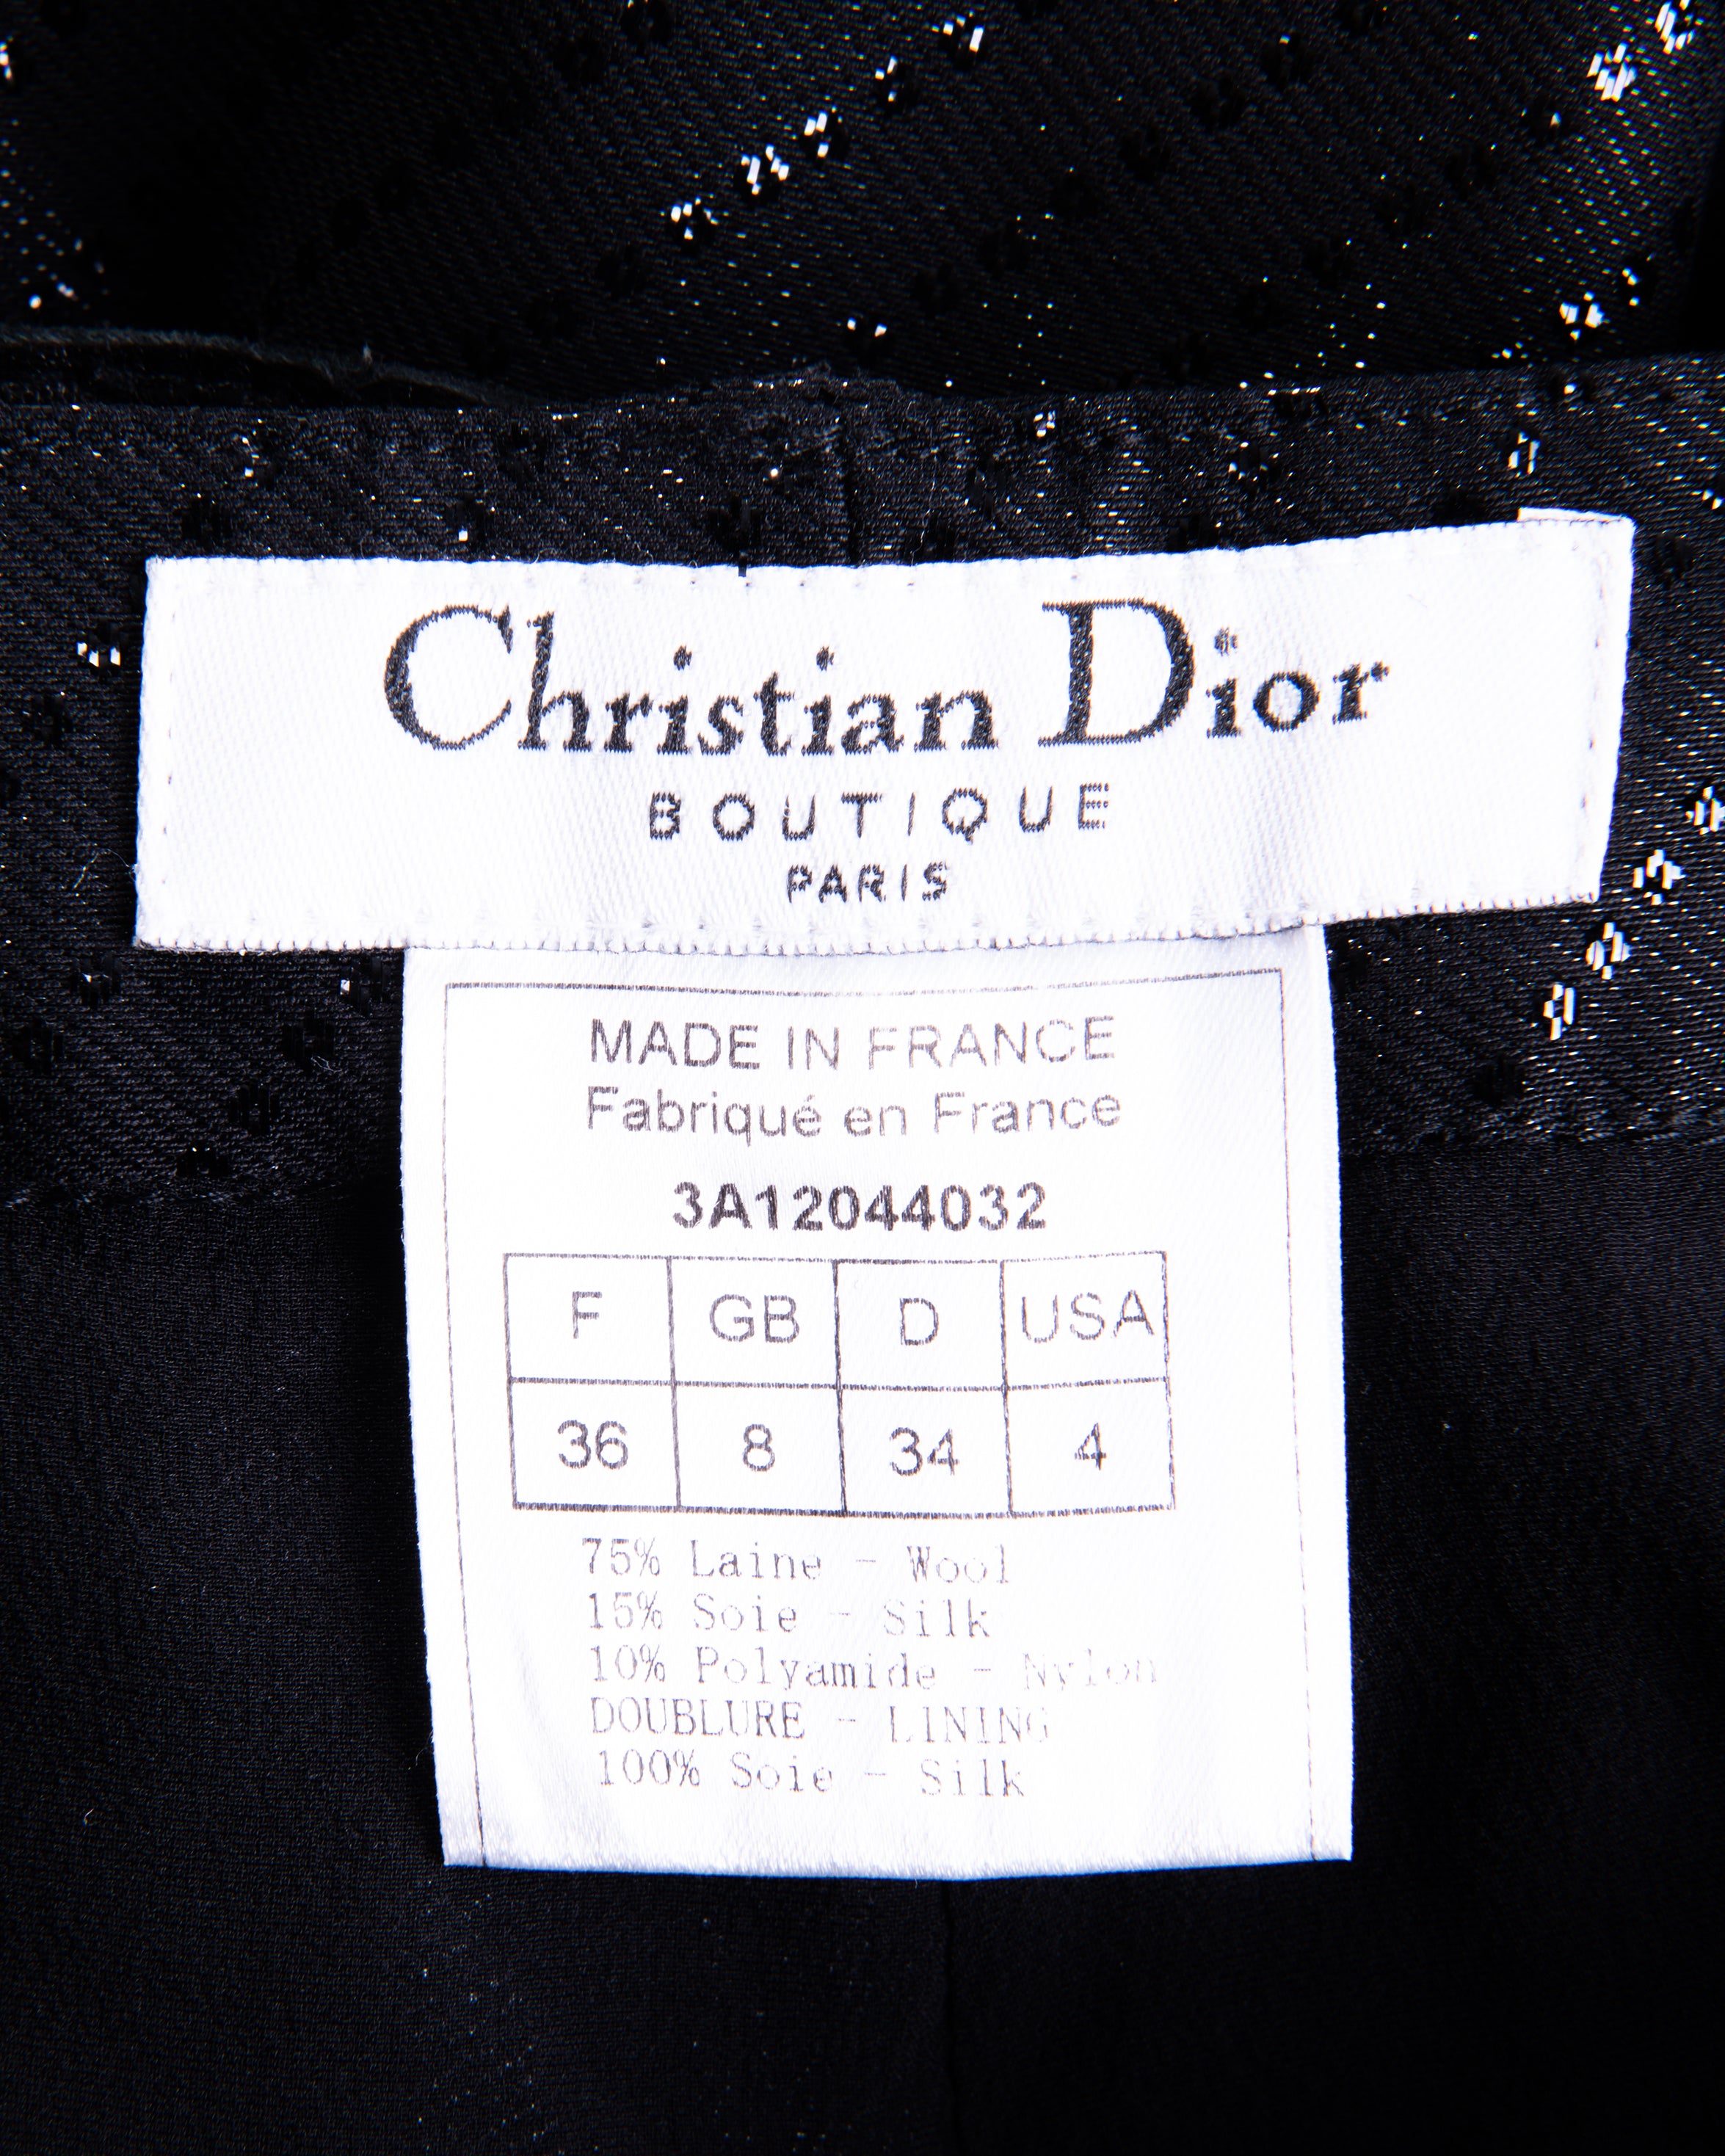 Christian Dior
BOUTIQUE
PARIS
MADE IN FRANCE
Fabriqué en France
3A12044032
F GB D USA
36 8 34 4
75% Laine - Wool
15% Soie - Silk
10% Polyamide - Nylon
DOUBLURE - LINING
100% Soie - Silk